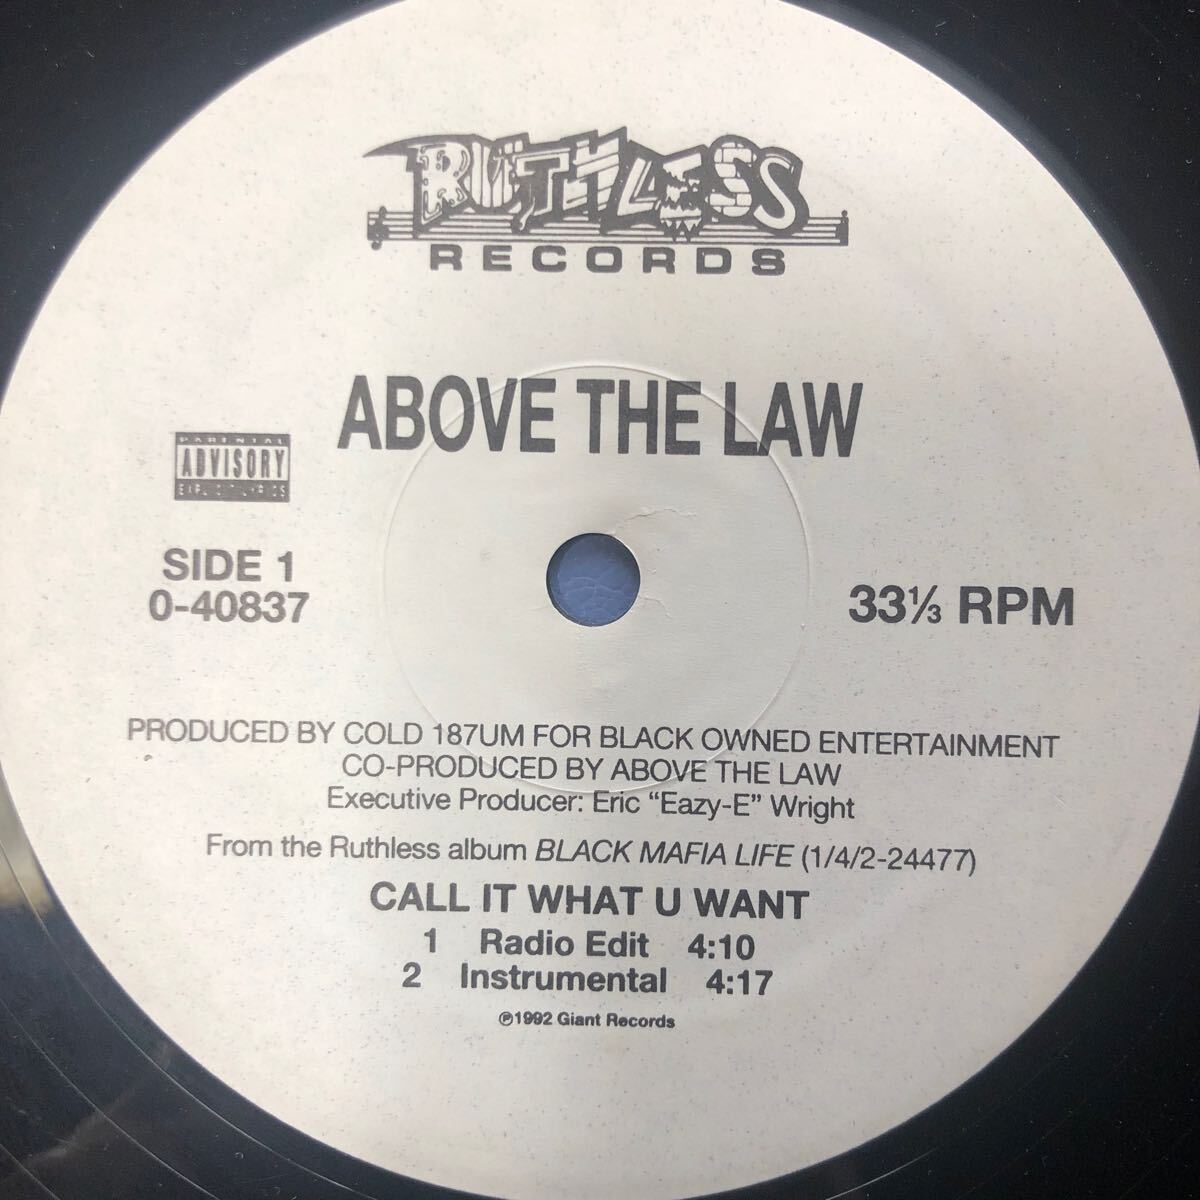 RUTHLESS
RECORDS
ABOVE THE LAW
PARENTAL
ADVISORY
EXPLICIT LYRICS
SIDE 1
0-40837
33⅓ RPM
PRODUCED BY COLD 187UM FOR BLACK OWNED ENTERTAINMENT
CO-PRODUCED BY ABOVE THE LAW
Executive Producer: Eric “Eazy-E” Wright
From the Ruthless album BLACK MAFIA LIFE (1/4/2-24477)
CALL IT WHAT U WANT
1 Radio Edit 4:10
2 Instrumental 4:17
℗1992 Giant Records